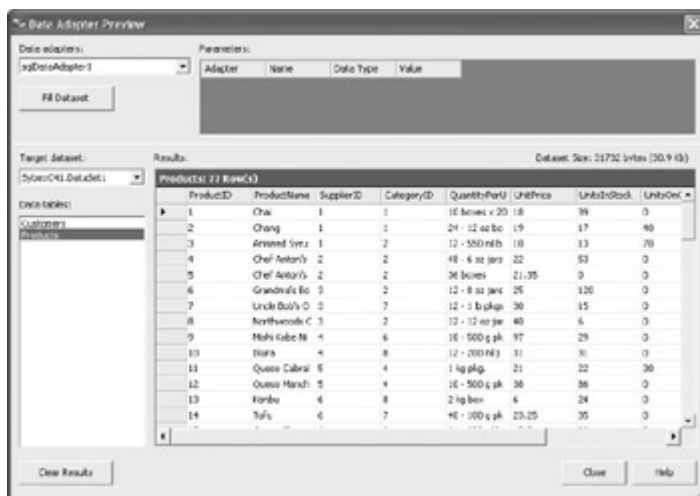 Data Adapter Preview
Data adapters:
sqlDataAdapter1
Parameters:
Adapter Name Data Type Value
Fill Dataset
Target dataset:
SybexC41.DataSet1
Results:
Dataset Size: 31732 bytes (30.9 Kb)
Data tables:
Customers
Products
Products: 77 Row(s)
ProductID ProductName SupplierID CategoryID QuantityPerU UnitPrice UnitsInStock UnitsOnO
1 Chai 1 1 10 boxes x 20 18 39 0
2 Chang 1 1 24 - 12 oz bo 19 17 40
3 Aniseed Syru 1 2 12 - 550 ml b 10 13 70
4 Chef Anton's 2 2 48 - 6 oz jars 22 53 0
5 Chef Anton's 2 2 36 boxes 21.35 0 0
6 Grandma's Bo 3 2 12 - 8 oz jars 25 120 0
7 Uncle Bob's O 3 7 12 - 1 lb pkgs 30 15 0
8 Northwoods C 3 2 12 - 12 oz jar 40 6 0
9 Mishi Kobe Ni 4 6 18 - 500 g pk 97 29 0
10 Ikura 4 8 12 - 200 ml j 31 31 0
11 Queso Cabral 5 4 1 kg pkg. 21 22 30
12 Queso Manch 5 4 10 - 500 g pk 38 86 0
13 Konbu 6 8 2 kg box 6 24 0
14 Tofu 6 7 40 - 100 g pk 23.25 35 0
Clear Results
Close
Help